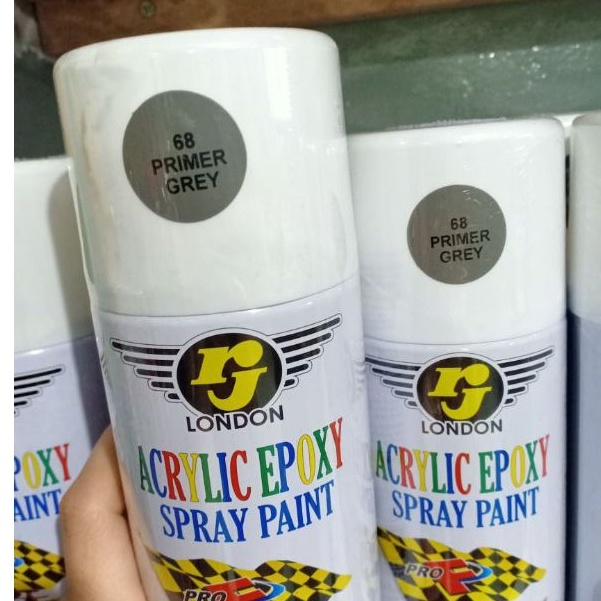 68
PRIMER
GREY
rj
LONDON
ACRYLIC EPOXY
SPRAY PAINT
PRO
68
PRIMER
GREY
rj
LONDON
ACRYLIC EPOXY
SPRAY PAINT
PRO F
OXY
AINT